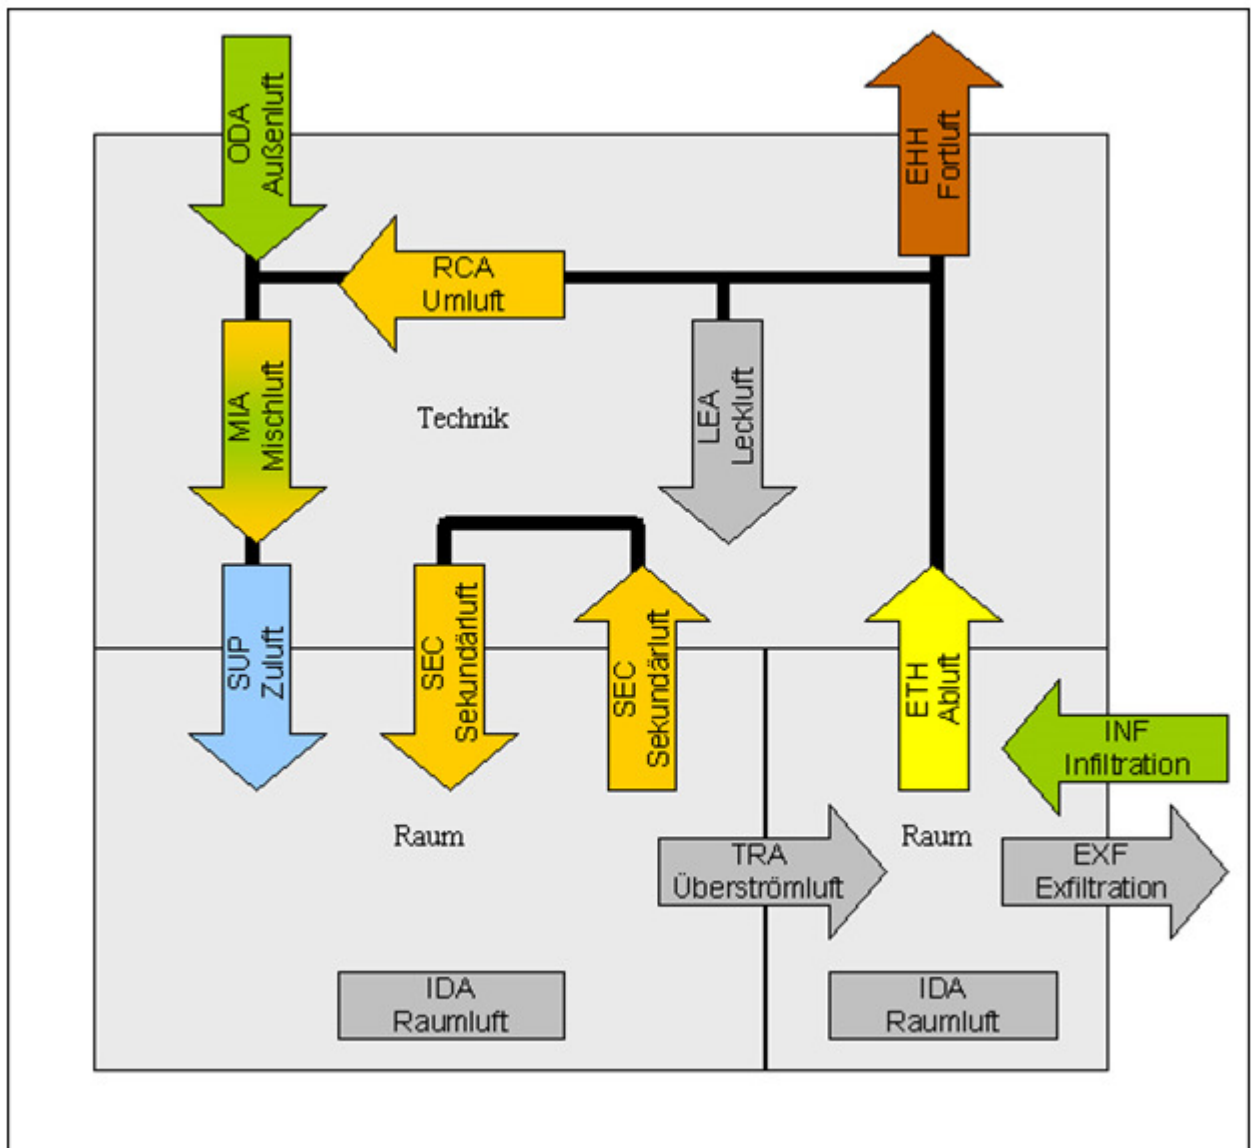 ODA
Außenluft
EHH
Fortluft
RCA
Umluft
MIA
Mischluft
LEA
Leckluft
Technik
SUP
Zuluft
SEC
Sekundärluft
SEC
Sekundärluft
ETH
Abluft
INF
Infiltration
Raum
Raum
TRA
Überströmluft
EXF
Exfiltration
IDA
Raumluft
IDA
Raumluft